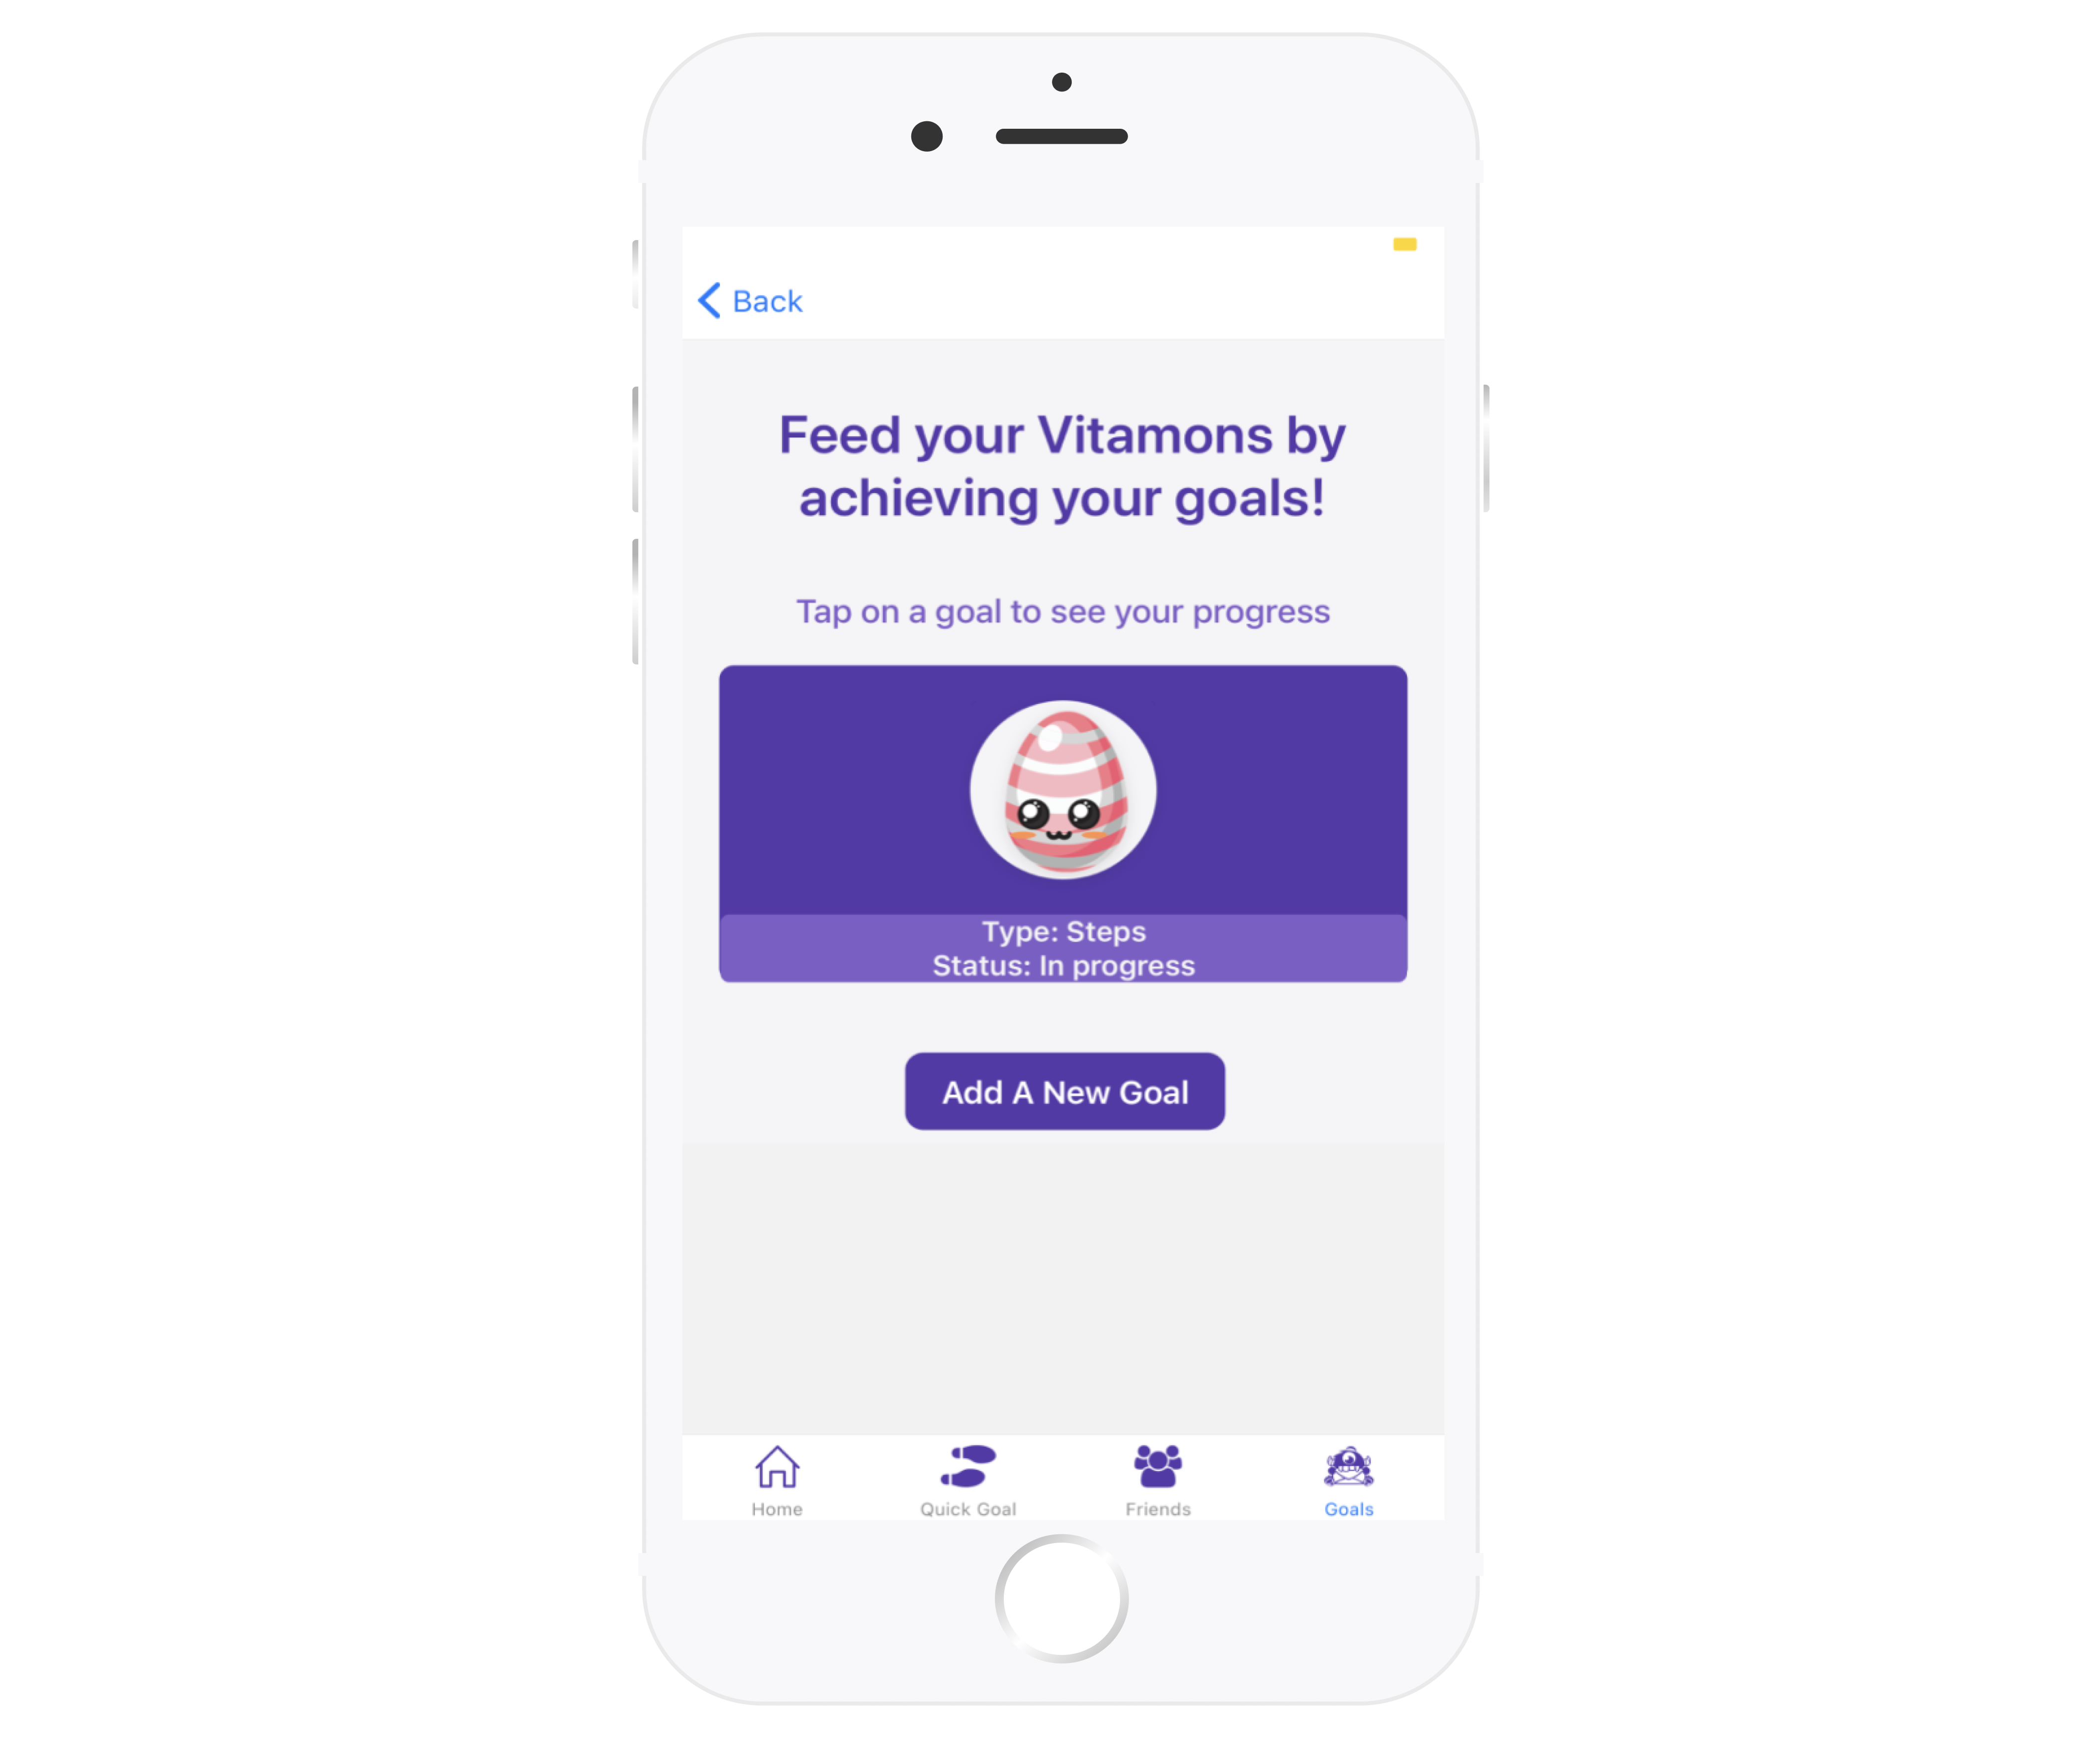 Back
Feed your Vitamons by
achieving your goals!
Tap on a goal to see your progress
Type: Steps
Status: In progress
Add A New Goal
Home
Quick Goal
Friends
Goals